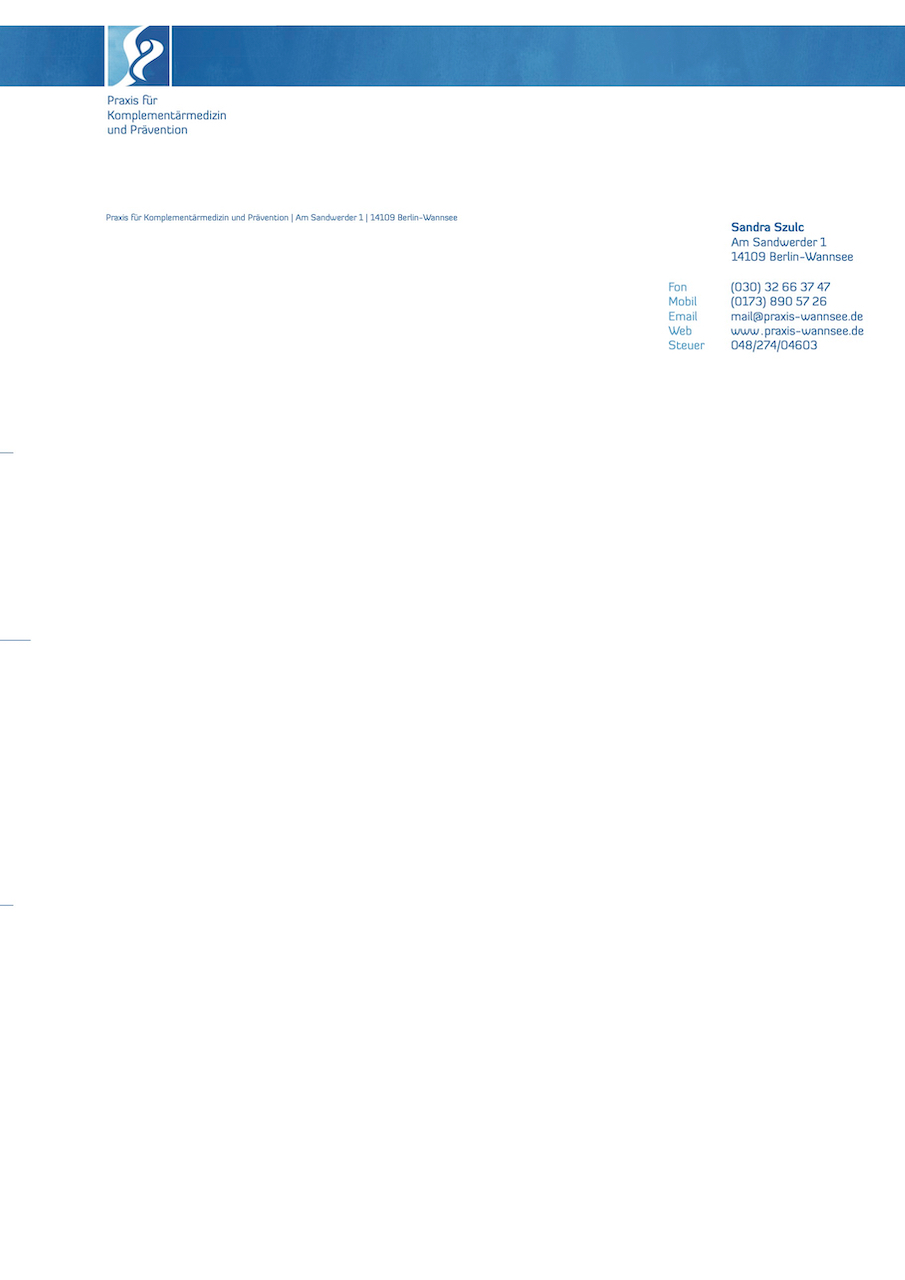 Praxis für
Komplementärmedizin
und Prävention
Praxis für Komplementärmedizin und Prävention | Am Sandwerder 1 | 14109 Berlin-Wannsee
Sandra Szulc
Am Sandwerder 1
14109 Berlin-Wannsee
Fon (030) 32 66 37 47
Mobil (0173) 890 57 26
Email mail@praxis-wannsee.de
Web www.praxis-wannsee.de
Steuer 048/274/04603